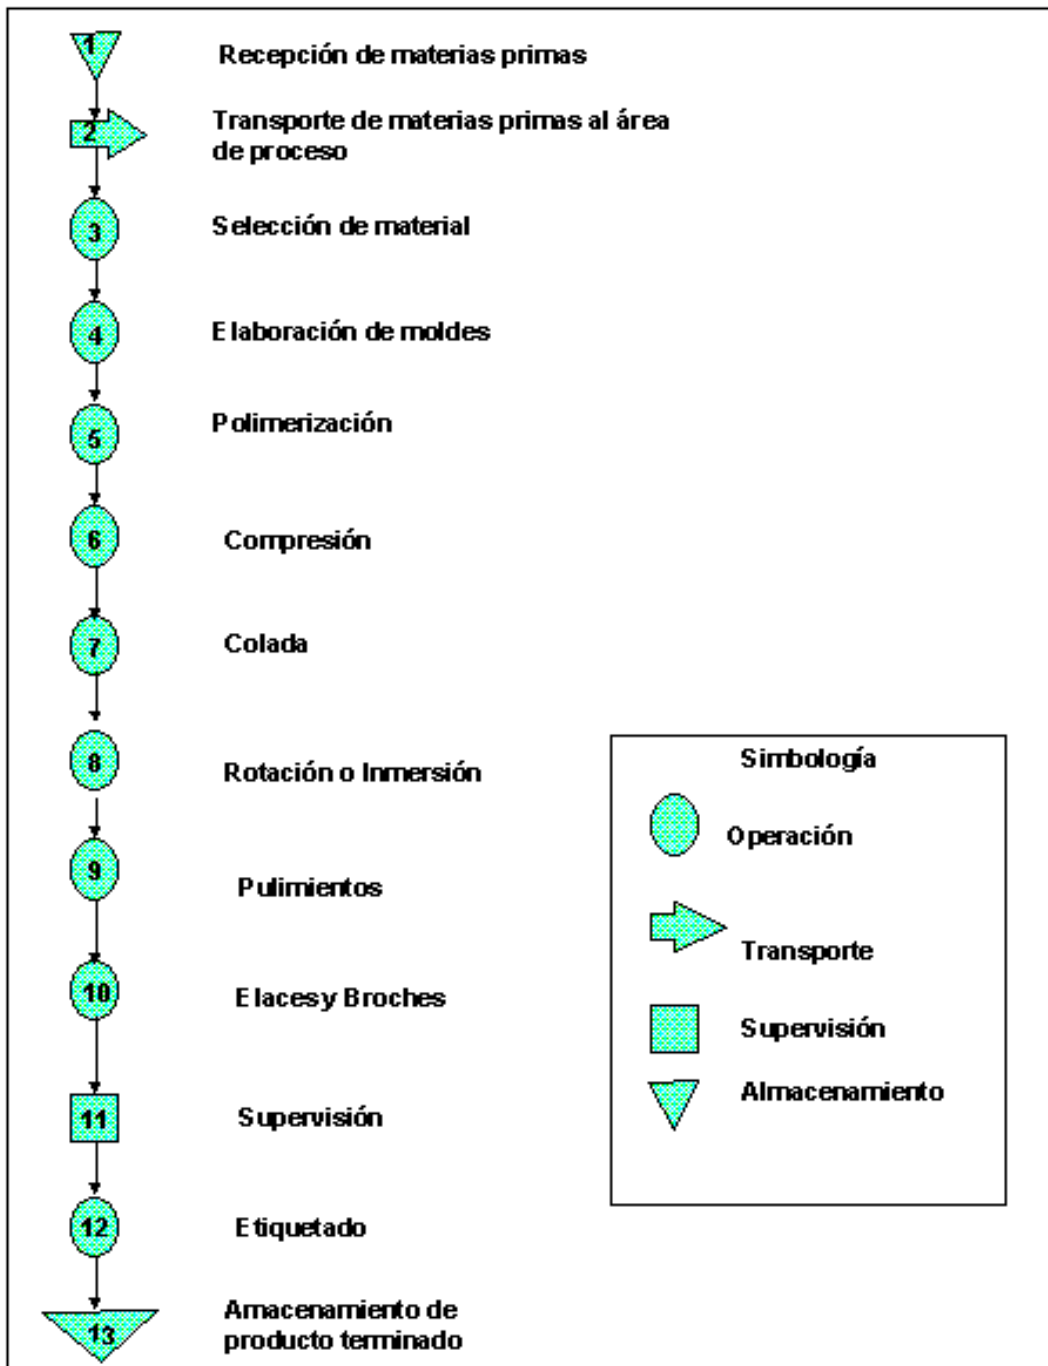 1
Recepción de materias primas
2
Transporte de materias primas al área
de proceso
3
Selección de material
4
Elaboración de moldes
5
Polimerización
6
Compresión
7
Colada
8
Rotación o Inmersión
9
Pulimientos
10
Elaces y Broches
11
Supervisión
12
Etiquetado
13
Armacenamiento de
producto terminado
Simbología
Operación
Transporte
Supervisión
Almacenamiento